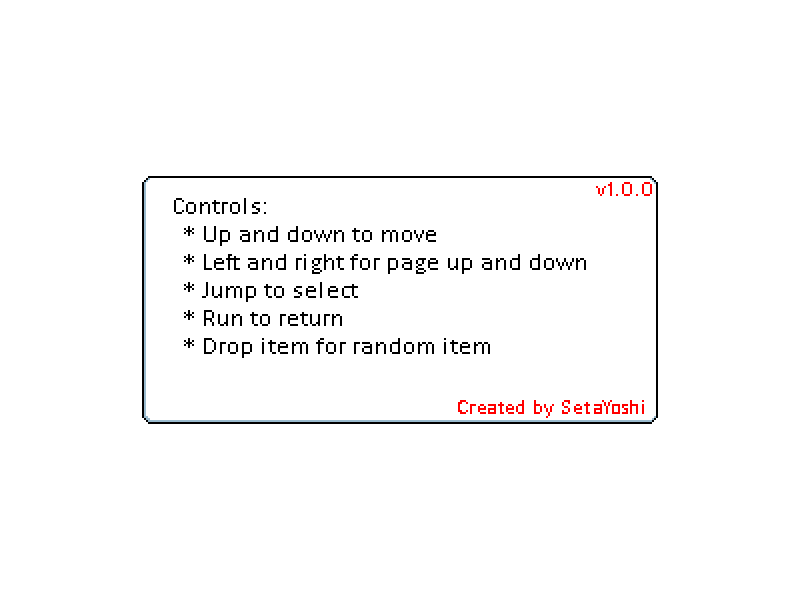 v1.0.0
Controls:
* Up and down to move
* Left and right for page up and down
* Jump to select
* Run to return
* Drop item for random item
Created by SetaYoshi